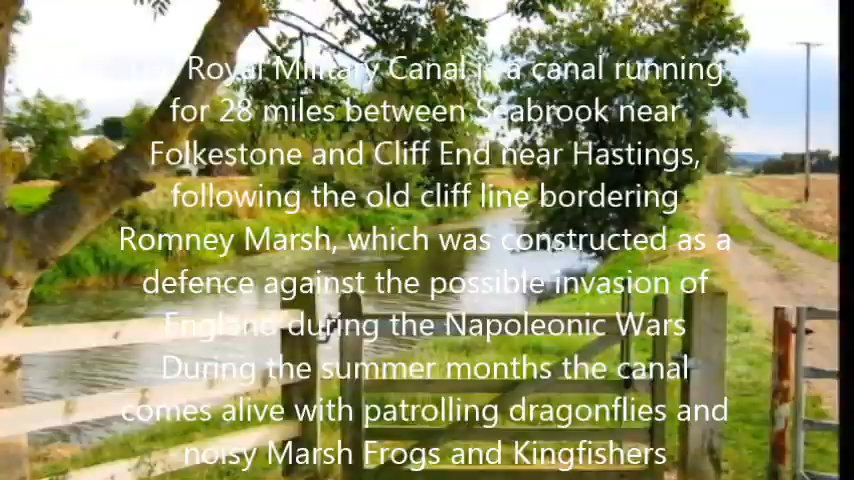 The Royal Military Canal is a canal running
for 28 miles between Seabrook near
Folkestone and Cliff End near Hastings,
following the old cliff line bordering
Romney Marsh, which was constructed as a
defence against the possible invasion of
England during the Napoleonic Wars
During the summer months the canal
comes alive with patrolling dragonflies and
noisy Marsh Frogs and Kingfishers